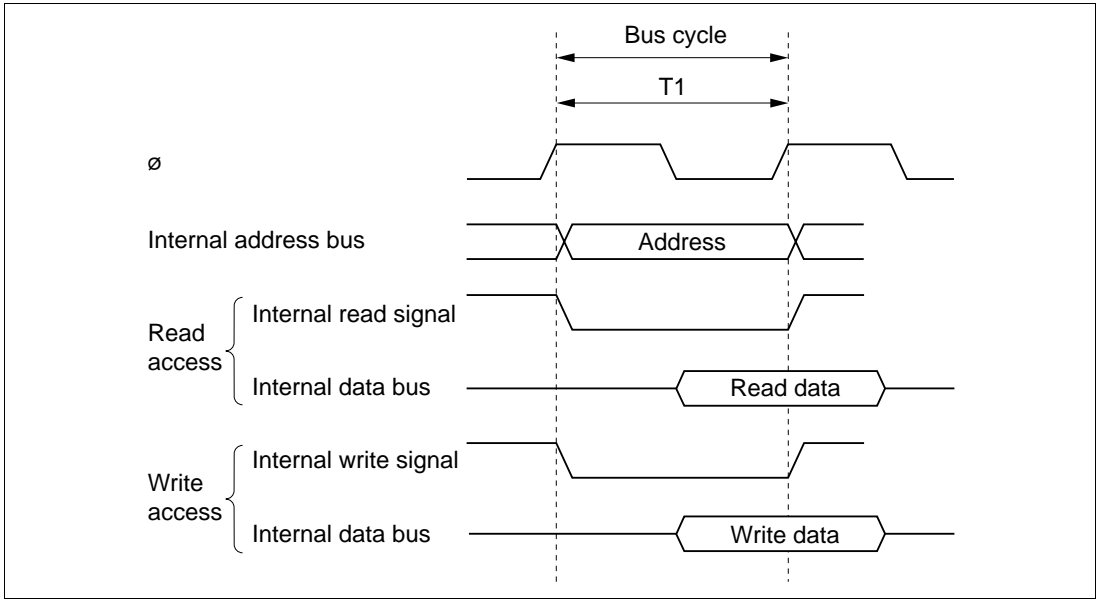 Bus cycle
T1
ø
Internal address bus
Address
Read
access
Internal read signal
Internal data bus
Read data
Write
access
Internal write signal
Internal data bus
Write data